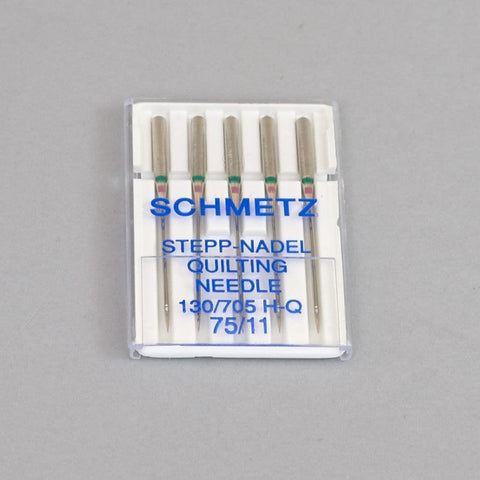 SCHMETZ
STEPP-NADEL
QUILTING
NEEDLE
130/705 H-Q
75/11